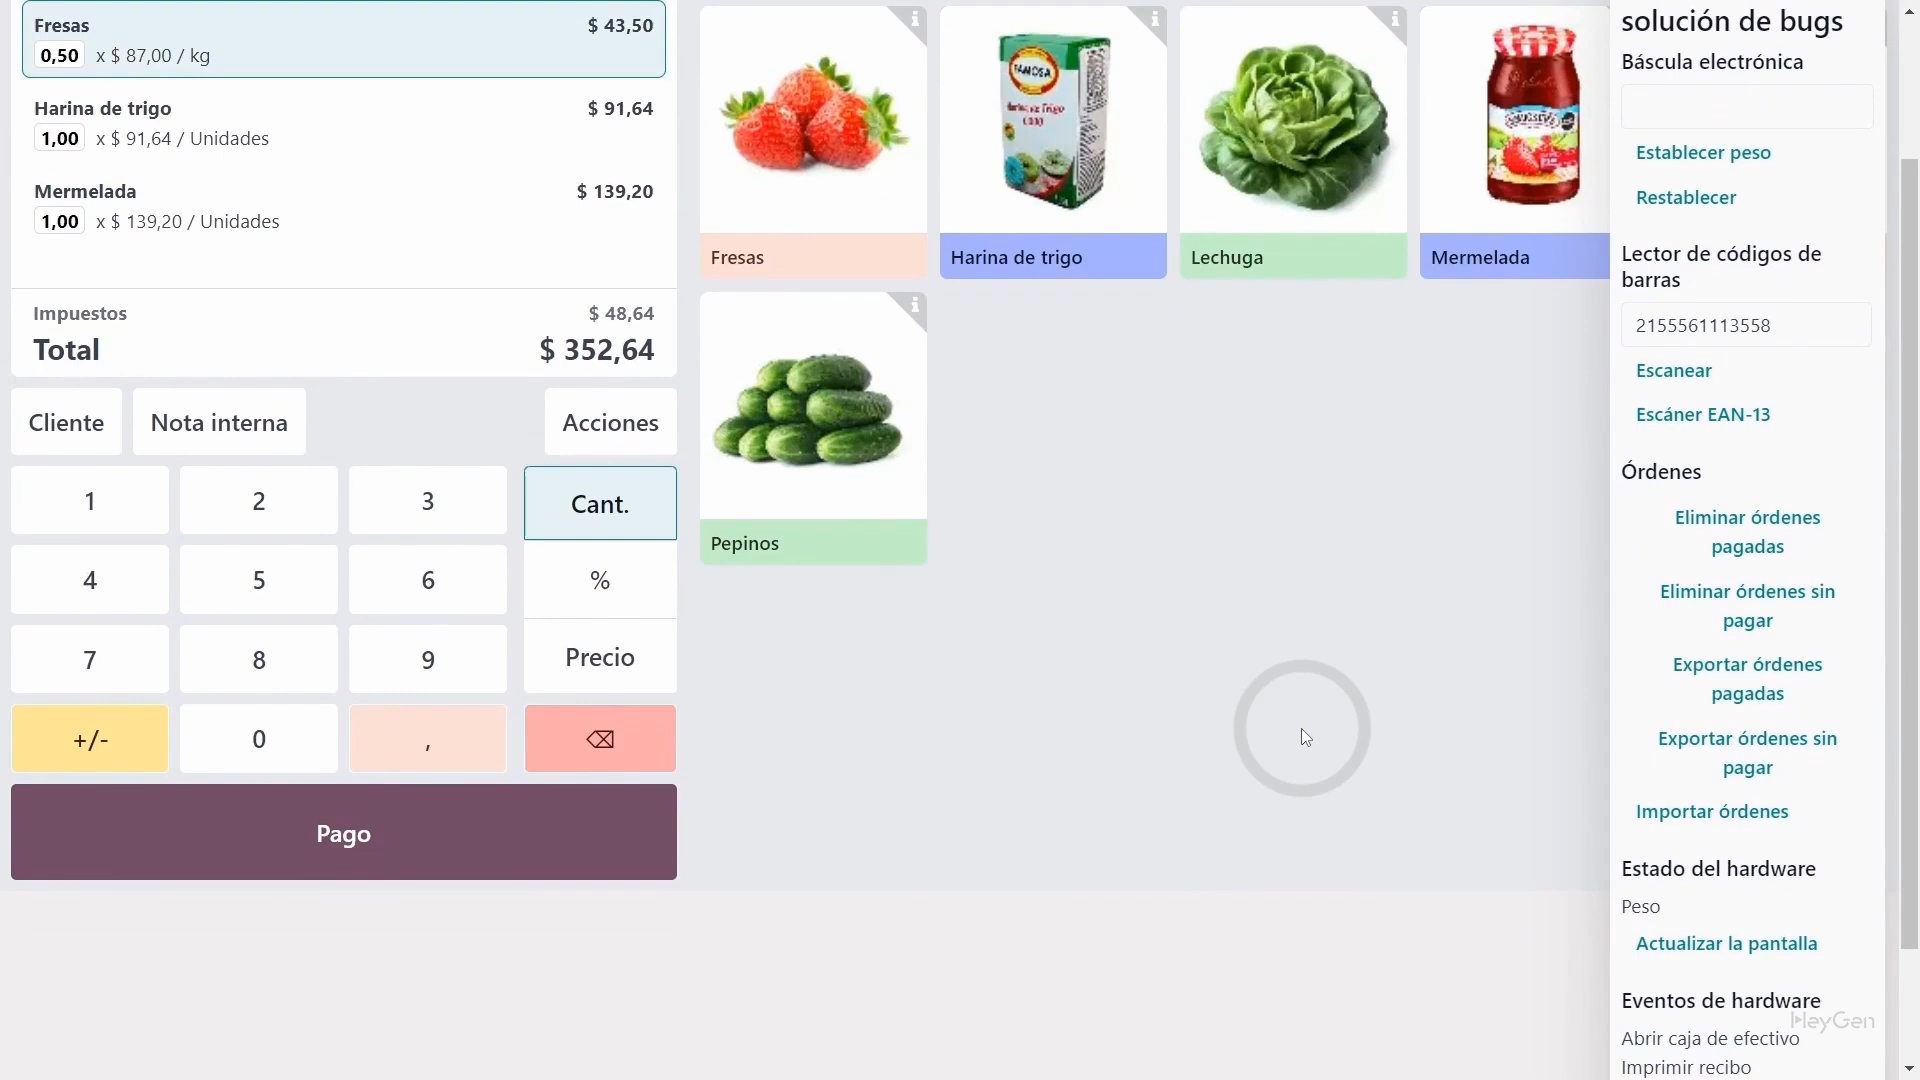 Fresas $ 43,50
0,50 x $ 87,00 / kg
Harina de trigo $ 91,64
1,00 x $ 91,64 / Unidades
Mermelada $ 139,20
1,00 x $ 139,20 / Unidades
Impuestos $ 48,64
Total $ 352,64
Cliente Nota interna Acciones
1 2 3 Cant.
4 5 6 %
7 8 9 Precio
+/- 0 ,
Pago
FAMOSA
Harina de Trigo
Fresas
Harina de trigo
Lechuga
Mermelada
Pepinos
solución de bugs
Báscula electrónica
Establecer peso
Restablecer
Lector de códigos de
barras
2155561113558
Escanear
Escáner EAN-13
Órdenes
Eliminar órdenes
pagadas
Eliminar órdenes sin
pagar
Exportar órdenes
pagadas
Exportar órdenes sin
pagar
Importar órdenes
Estado del hardware
Peso
Actualizar la pantalla
Eventos de hardware
HeyGen
Abrir caja de efectivo
Imprimir recibo